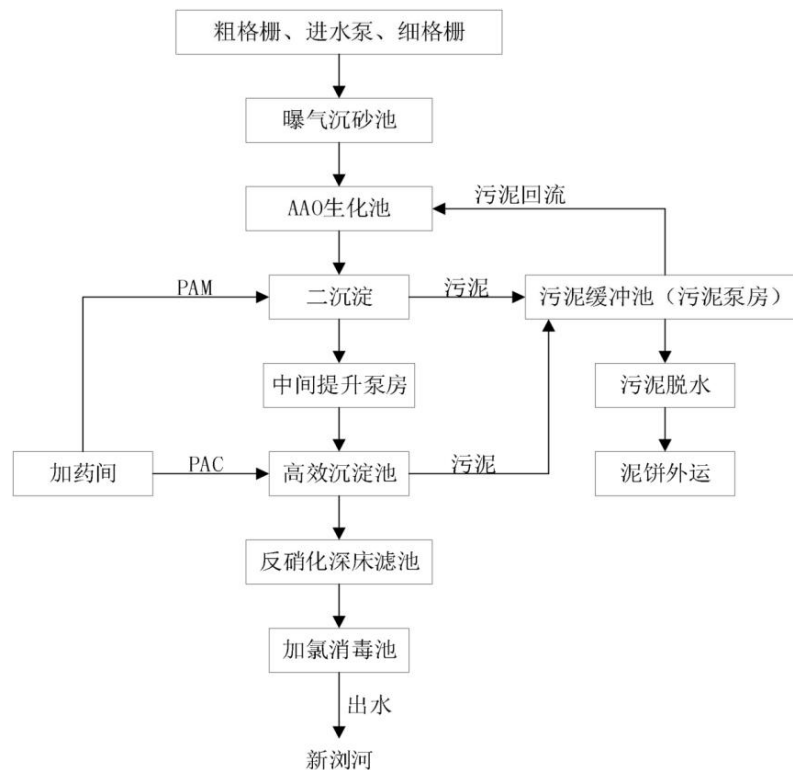 粗格栅、进水泵、细格栅
曝气沉砂池
AAO生化池
污泥回流
PAM
二沉淀
污泥
污泥缓冲池（污泥泵房）
中间提升泵房
污泥脱水
加药间
PAC
高效沉淀池
污泥
泥饼外运
反硝化深床滤池
加氯消毒池
出水
新浏河